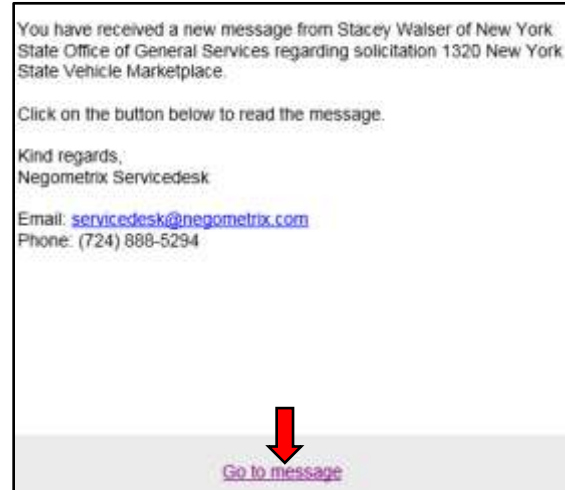 You have received a new message from Stacey Walser of New York
State Office of General Services regarding solicitation 1320 New York
State Vehicle Marketplace.
Click on the button below to read the message.
Kind regards,
Negometrix Servicedesk
Email: servicedesk@negometrix.com
Phone: (724) 888-5294
Go to message